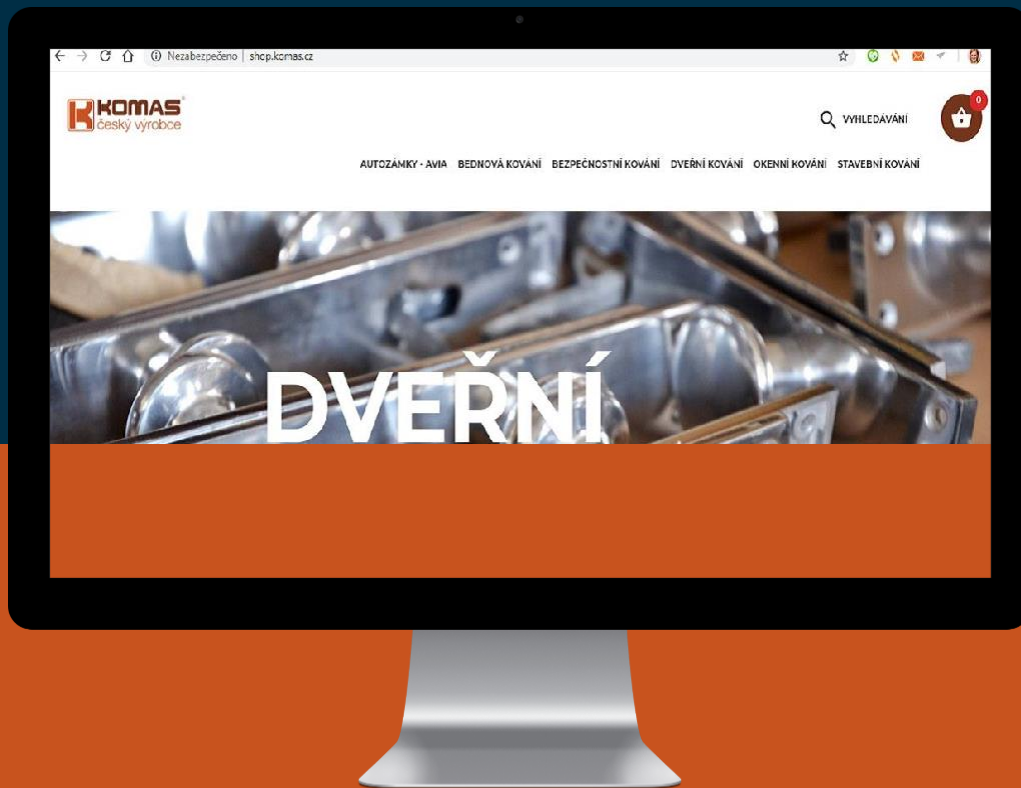 Nezabezpečeno | shop.komas.cz
KOMAS®
český výrobce
VYHLEDÁVÁNÍ
0
AUTOZÁMKY - AVIA BEDNOVÁ KOVÁNÍ BEZPEČNOSTNÍ KOVÁNÍ DVEŘNÍ KOVÁNÍ OKENNÍ KOVÁNÍ STAVEBNÍ KOVÁNÍ
DVEŘNÍ